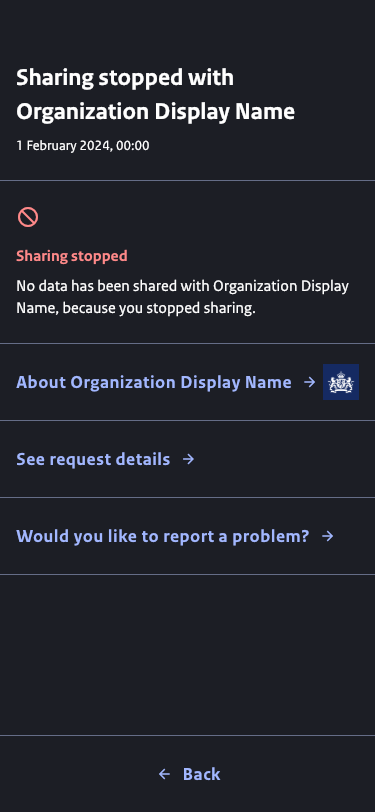 Sharing stopped with
Organization Display Name
1 February 2024, 00:00
Sharing stopped
No data has been shared with Organization Display
Name, because you stopped sharing.
About Organization Display Name
See request details
Would you like to report a problem?
Back